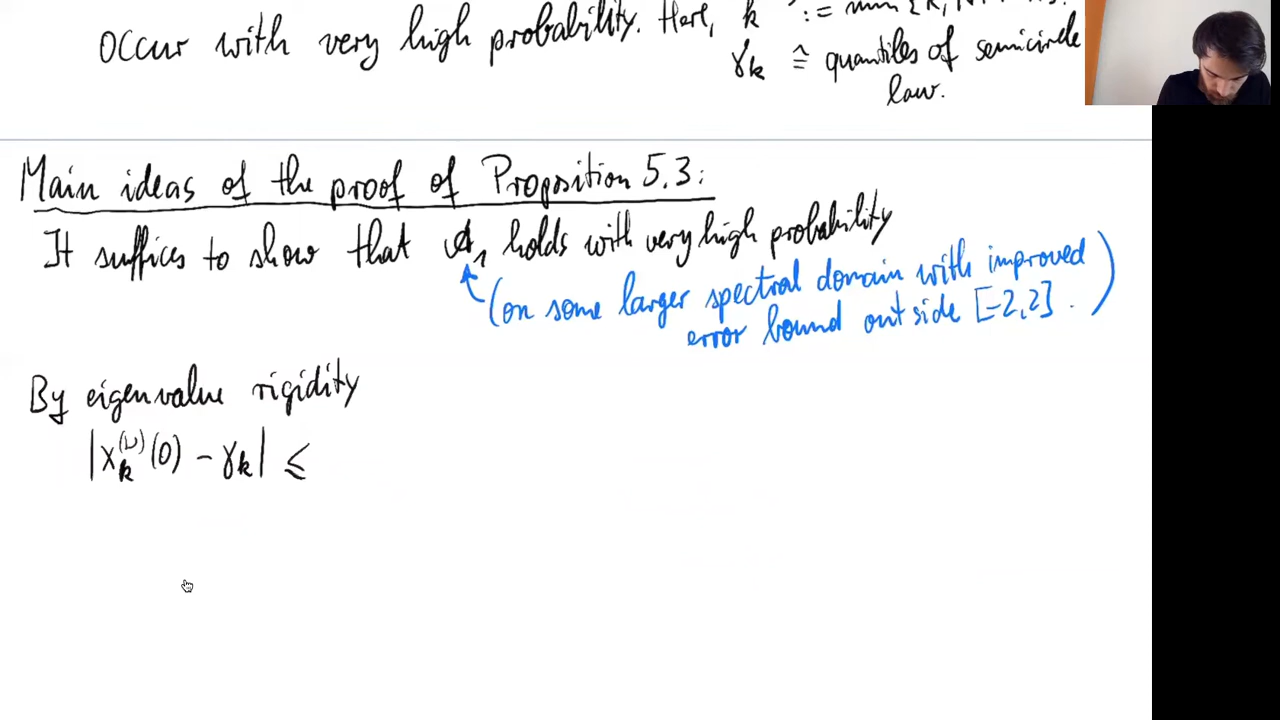 occur with very high probability. Here, k := min {k, N
γk ≙ quantiles of semicircle
law.
Main ideas of the proof of Proposition 5.3:
It suffices to show that 𝒜₁ holds with very high probability
(on some larger spectral domain with improved
error bound outside [-2,2].)
By eigenvalue rigidity
|x_k^{(ν)}(0) - γk| ≤